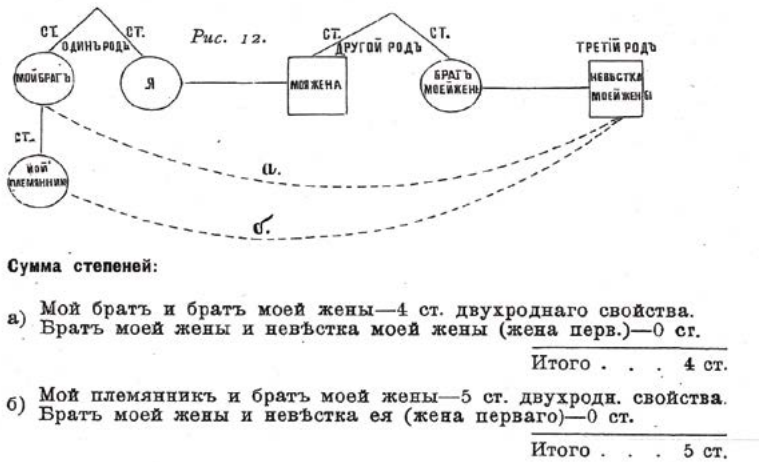 ст. ст. Рис. 12. ст. ст.
ОДИНЪ РОДЪ ДРУГОЙ РОДЪ ТРЕТІЙ РОДЪ
МОЙ БРАТЪ Я МОЯ ЖЕНА БРАТЪ МОЕЙ ЖЕНЫ НЕВѢСТКА МОЕЙ ЖЕНЫ
ст.
МОЙ ПЛЕМЯННИКЪ
а.
б.
Сумма степеней:
а) Мой братъ и братъ моей жены—4 ст. двухроднаго свойства.
Братъ моей жены и невѣстка моей жены (жена перв.)—0 ст.
Итого . . . 4 ст.
б) Мой племянникъ и братъ моей жены—5 ст. двухродн. свойства.
Братъ моей жены и невѣстка ея (жена перваго)—0 ст.
Итого . . . 5 ст.